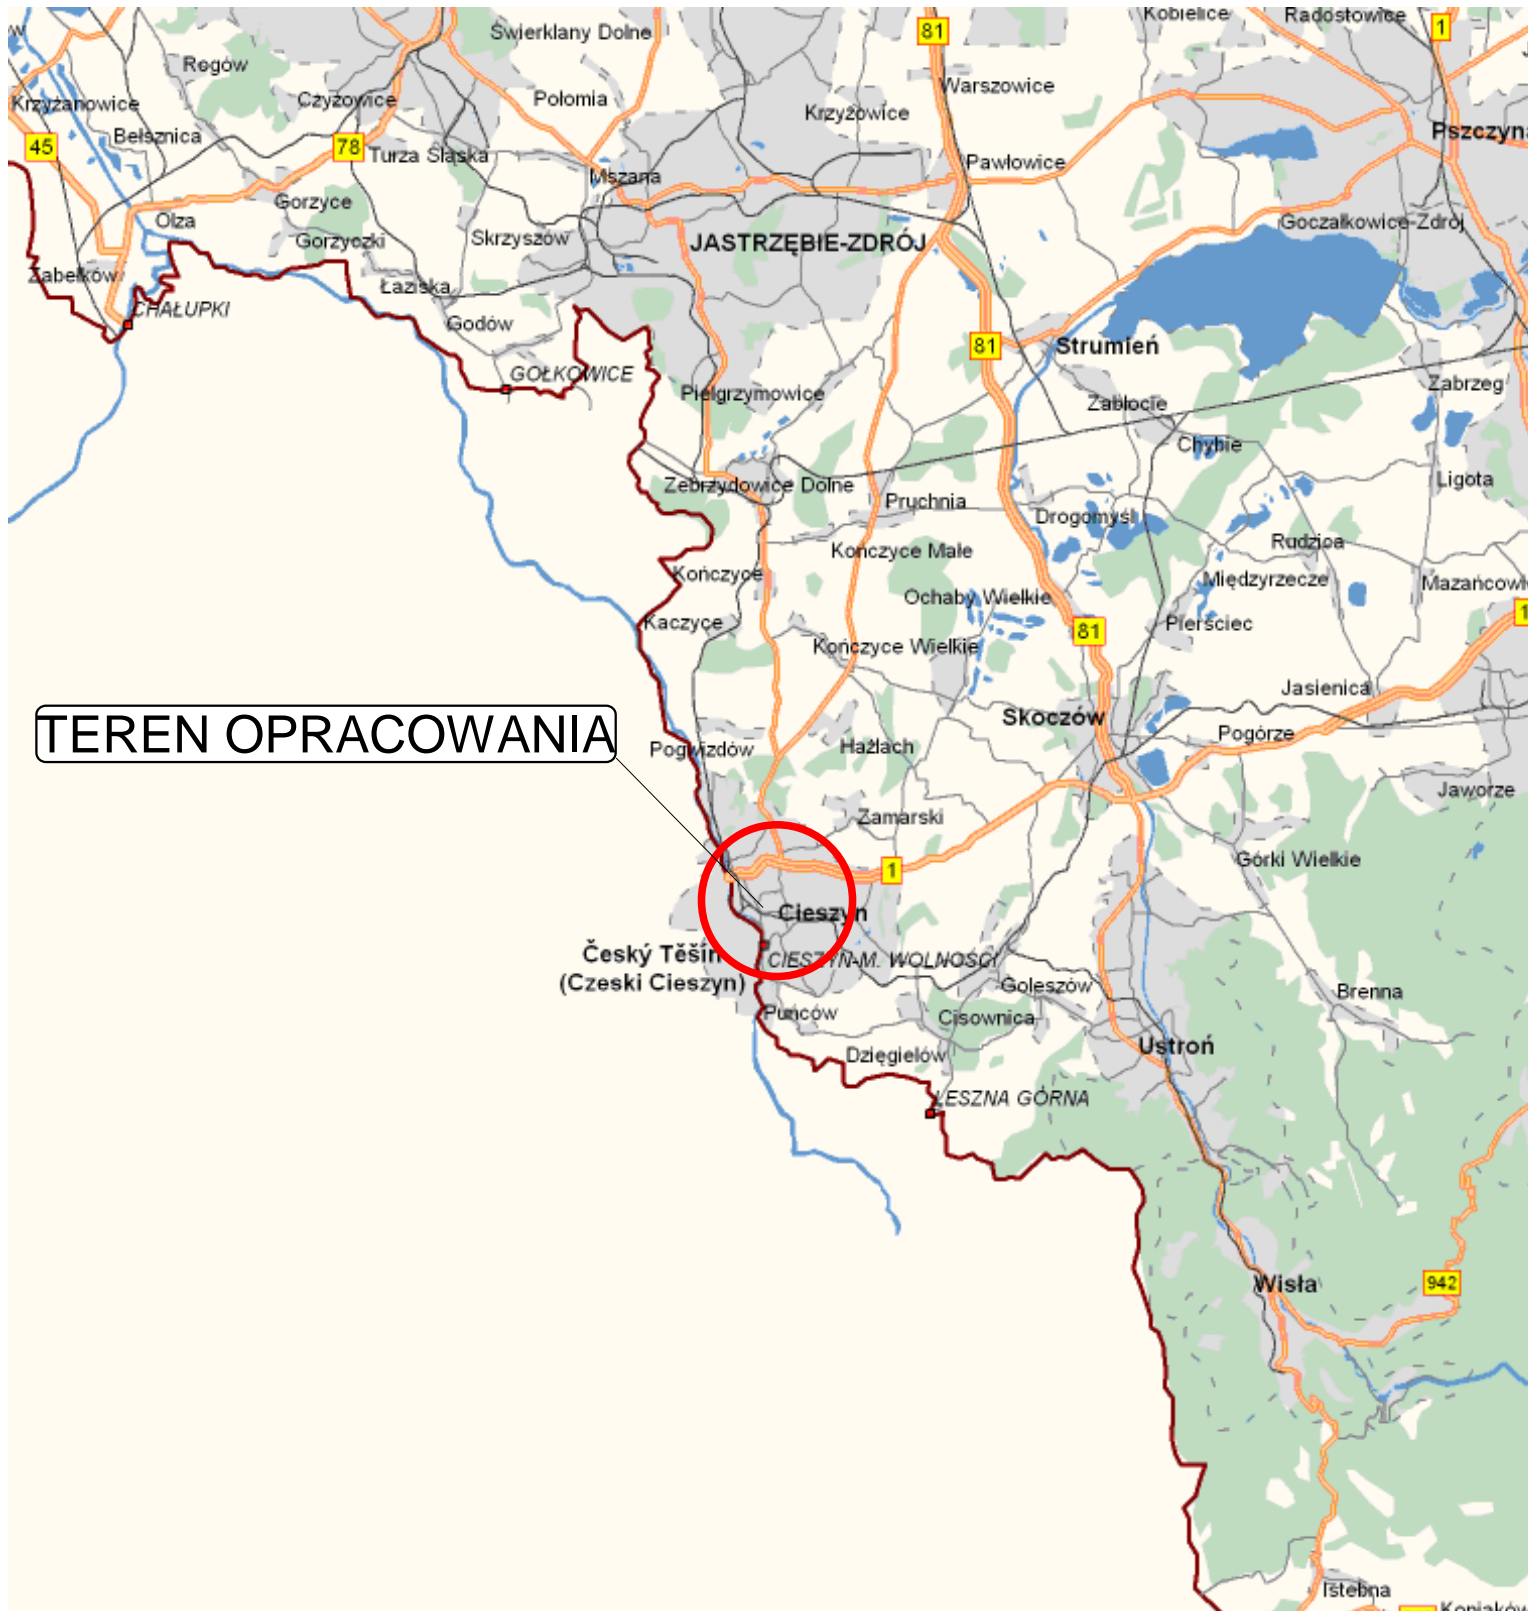 Kobielice
Radostowice
w
81
1
Świerklany Dolne
Rogów
Warszowice
Krzyżanowice
Czyżowice
Połomia
Krzyżowice
Bełsznica
Pszczyna
45
78
Turza Śląska
Pawłowice
Mszana
Gorzyce
Olza
Goczałkowice-Zdrój
Gorzyczki
Skrzyszów
JASTRZĘBIE-ZDRÓJ
Zabełków
Łaziska
CHAŁUPKI
Godów
81
Strumień
GOŁKOWICE
Pielgrzymowice
Zabrzeg
Zabłocie
Chybie
Zebrzydowice Dolne
Ligota
Pruchnia
Drogomyśl
Kończyce Małe
Rudzica
Kończyce
Międzyrzecze
Mazańcowi
Ochaby Wielkie
1
Kaczyce
81
Pierściec
Kończyce Wielkie
Jasienica
Skoczów
TEREN OPRACOWANIA
Pogwizdów
Hażlach
Pogórze
Jaworze
Zamarski
Górki Wielkie
1
Cieszyn
Český Těšín
(Czeski Cieszyn)
CIESZYN-M. WOLNOŚCI
Goleszów
Brenna
Puńców
Cisownica
Ustroń
Dzięgielów
LESZNA GÓRNA
Wisła
942
Istebna
Koniaków